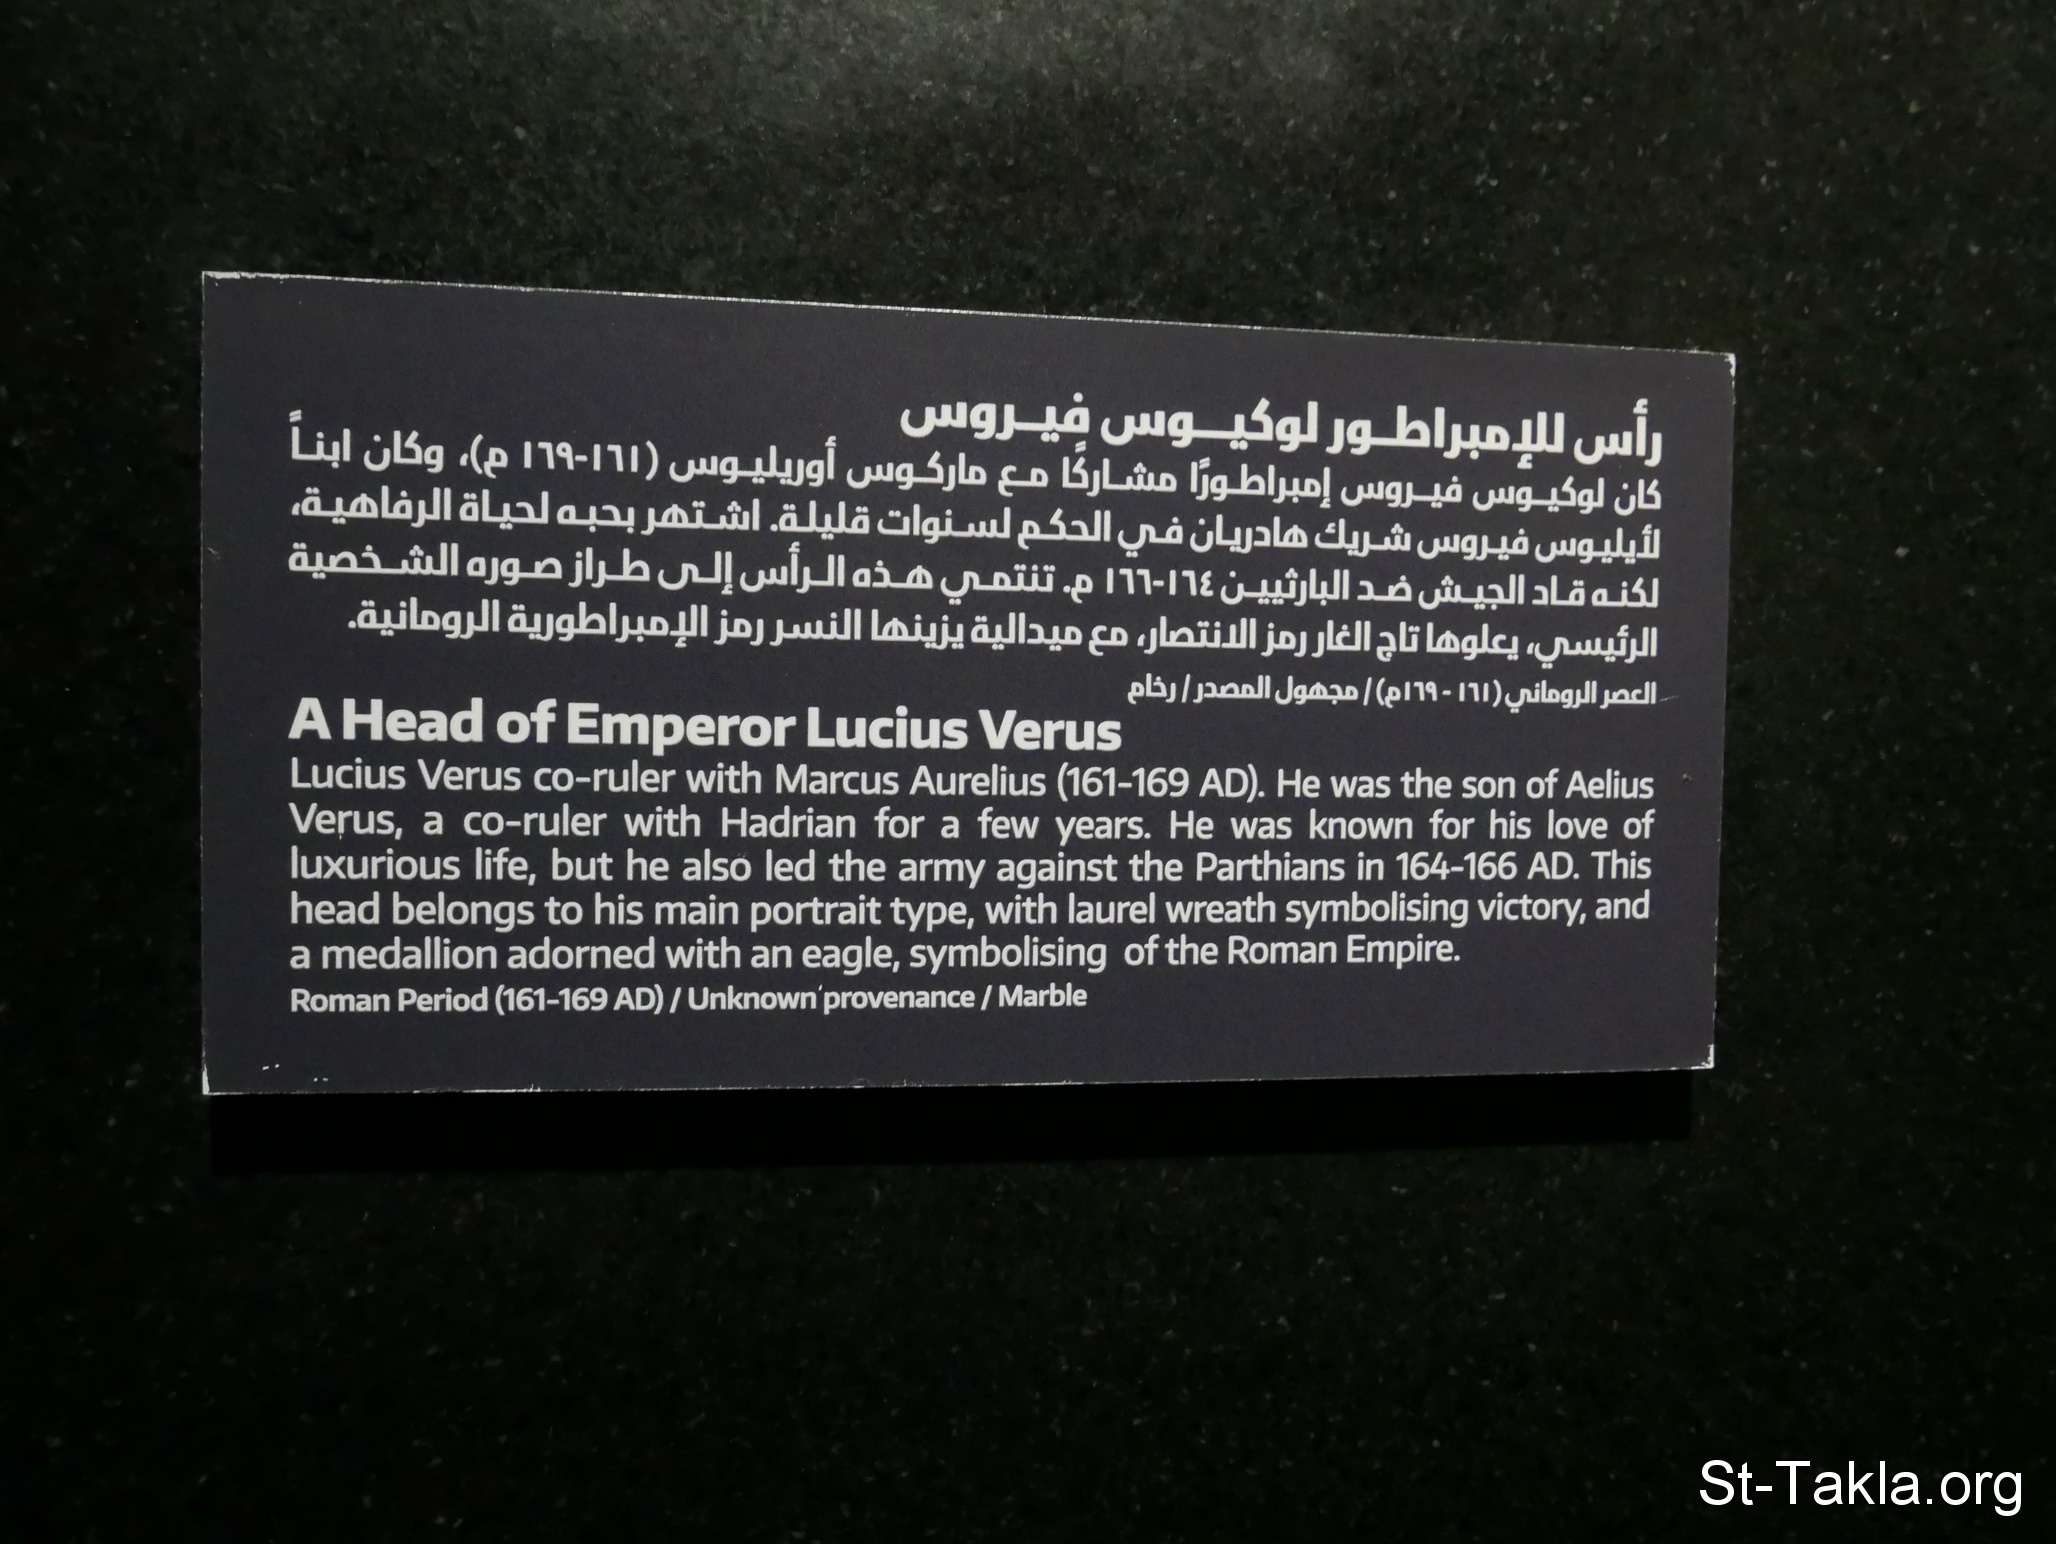 رأس للإمبراطور لوكيوس فيروس
كان لوكيوس فيروس إمبراطورًا مشاركًا مع ماركوس أوريليوس (١٦١-١٦٩ م)، وكان ابناً
لأيليوس فيروس شريك هادريان في الحكم لسنوات قليلة. اشتهر بحبه لحياة الرفاهية،
لكنه قاد الجيش ضد البارثيين ١٦٤-١٦٦ م. تنتمي هذه الرأس إلى طراز صوره الشخصية
الرئيسي، يعلوها تاج الغار رمز الانتصار، مع ميدالية يزينها النسر رمز الإمبراطورية الرومانية.
العصر الروماني (١٦١ - ١٦٩م) / مجهول المصدر / رخام
A Head of Emperor Lucius Verus
Lucius Verus co-ruler with Marcus Aurelius (161-169 AD). He was the son of Aelius
Verus, a co-ruler with Hadrian for a few years. He was known for his love of
luxurious life, but he also led the army against the Parthians in 164-166 AD. This
head belongs to his main portrait type, with laurel wreath symbolising victory, and
a medallion adorned with an eagle, symbolising of the Roman Empire.
Roman Period (161-169 AD) / Unknown provenance / Marble
St-Takla.org